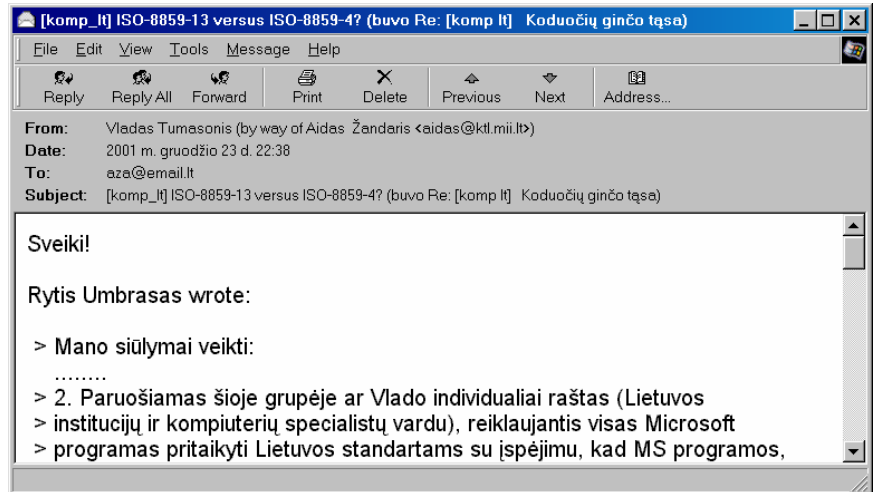 [komp_lt] ISO-8859-13 versus ISO-8859-4? (buvo Re: [komp lt] Koduočių ginčo tąsa)
File Edit View Tools Message Help
Reply Reply All Forward Print Delete Previous Next Address...
From: Vladas Tumasonis (by way of Aidas Žandaris <aidas@ktl.mii.lt>)
Date: 2001 m. gruodžio 23 d. 22:38
To: aza@email.lt
Subject: [komp_lt] ISO-8859-13 versus ISO-8859-4? (buvo Re: [komp lt] Koduočių ginčo tąsa)
Sveiki!
Rytis Umbrasas wrote:
> Mano siūlymai veikti:
........
> 2. Paruošiamas šioje grupėje ar Vlado individualiai raštas (Lietuvos
> institucijų ir kompiuterių specialistų vardu), reiklaujantis visas Microsoft
> programas pritaikyti Lietuvos standartams su įspėjimu, kad MS programos,